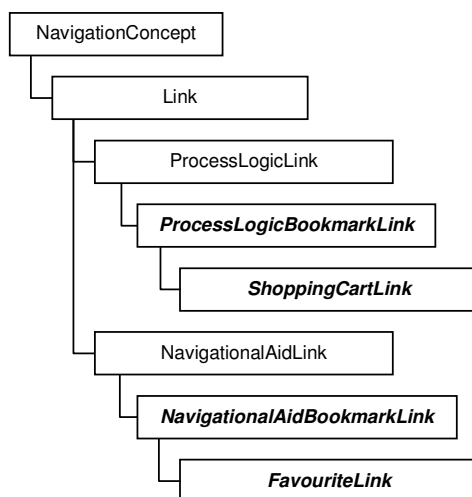 NavigationConcept
Link
ProcessLogicLink
ProcessLogicBookmarkLink
ShoppingCartLink
NavigationalAidLink
NavigationalAidBookmarkLink
FavouriteLink